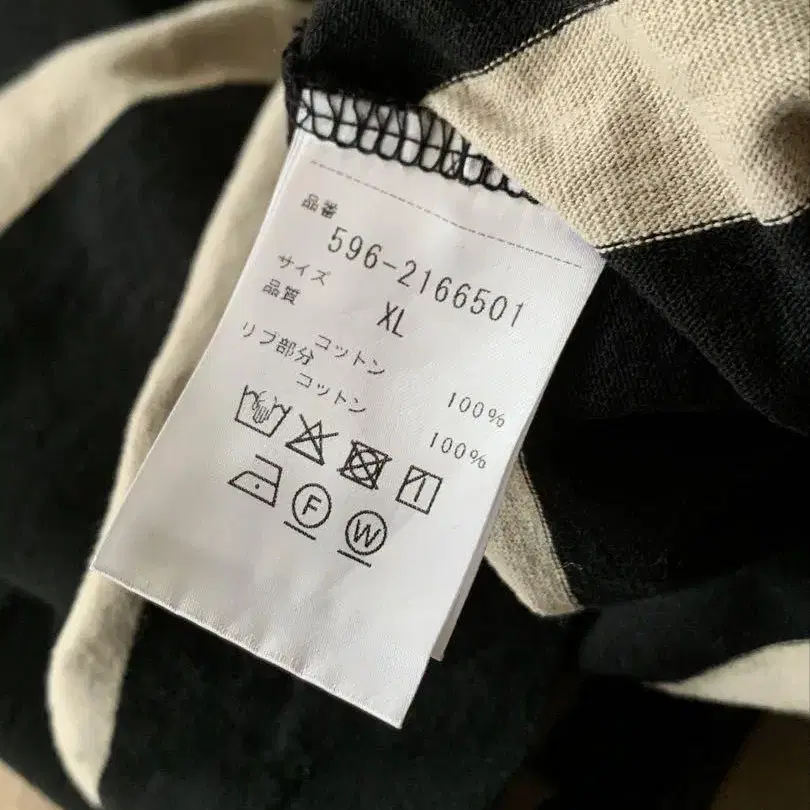 品番
596-2166501
サイズ
XL
品質
コットン 100%
リブ部分
コットン 100%
F W